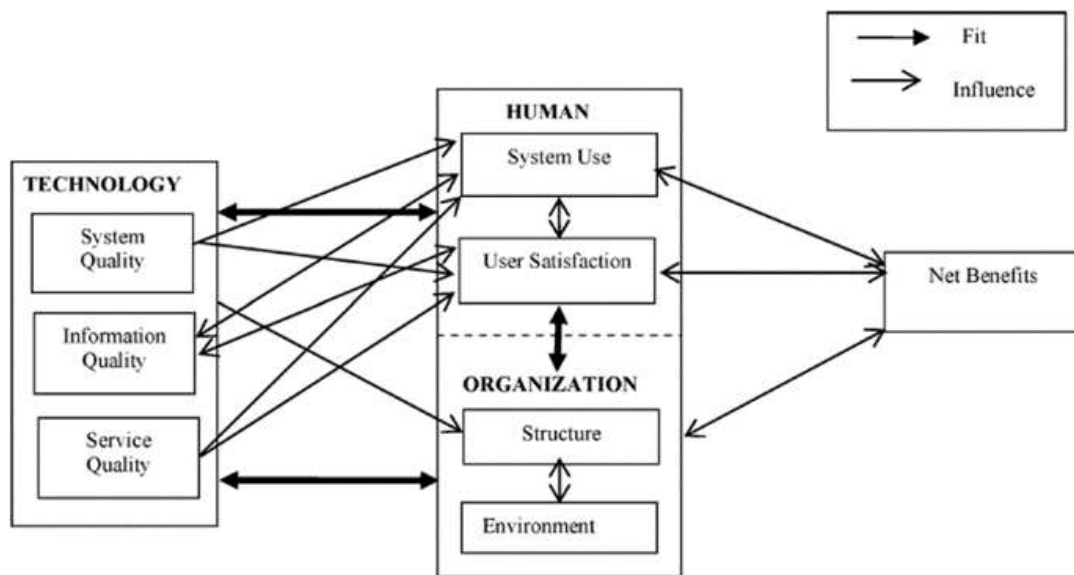 Fit
Influence
HUMAN
System Use
User Satisfaction
TECHNOLOGY
System
Quality
Information
Quality
Service
Quality
ORGANIZATION
Structure
Environment
Net Benefits